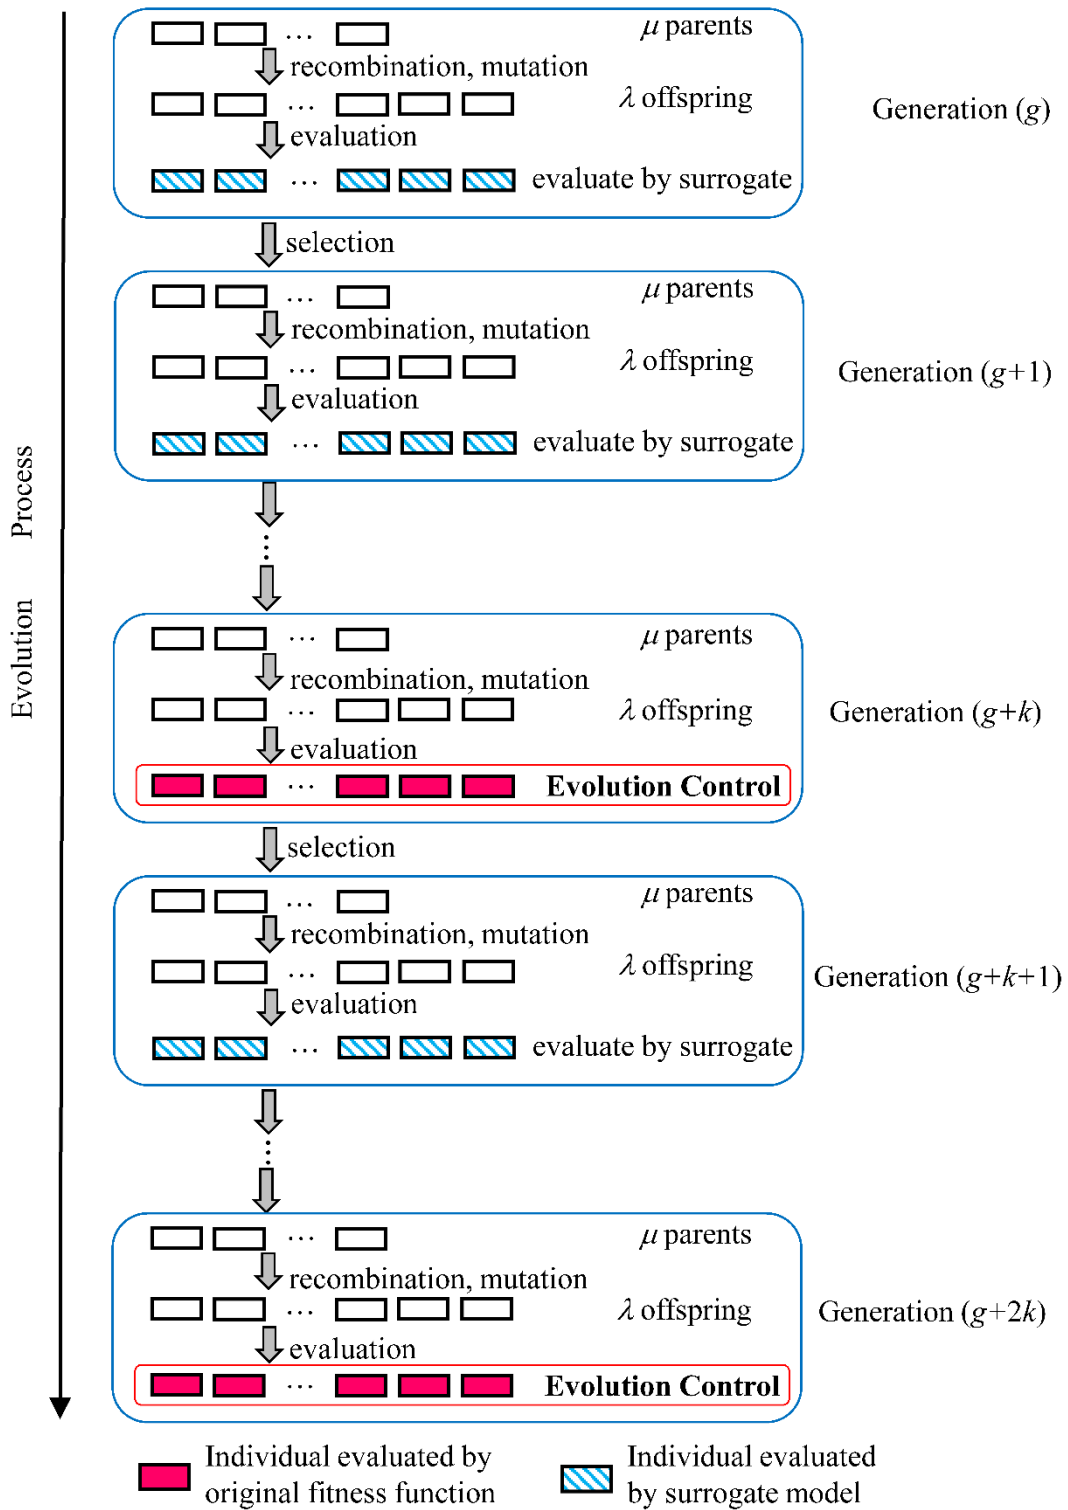 μ parents
recombination, mutation
λ offspring
Generation (g)
evaluation
evaluate by surrogate
selection
μ parents
recombination, mutation
λ offspring
Generation (g+1)
evaluation
evaluate by surrogate
Evolution Process
μ parents
recombination, mutation
λ offspring
Generation (g+k)
evaluation
Evolution Control
selection
μ parents
recombination, mutation
λ offspring
Generation (g+k+1)
evaluation
evaluate by surrogate
μ parents
recombination, mutation
λ offspring
Generation (g+2k)
evaluation
Evolution Control
Individual evaluated by
original fitness function
Individual evaluated
by surrogate model